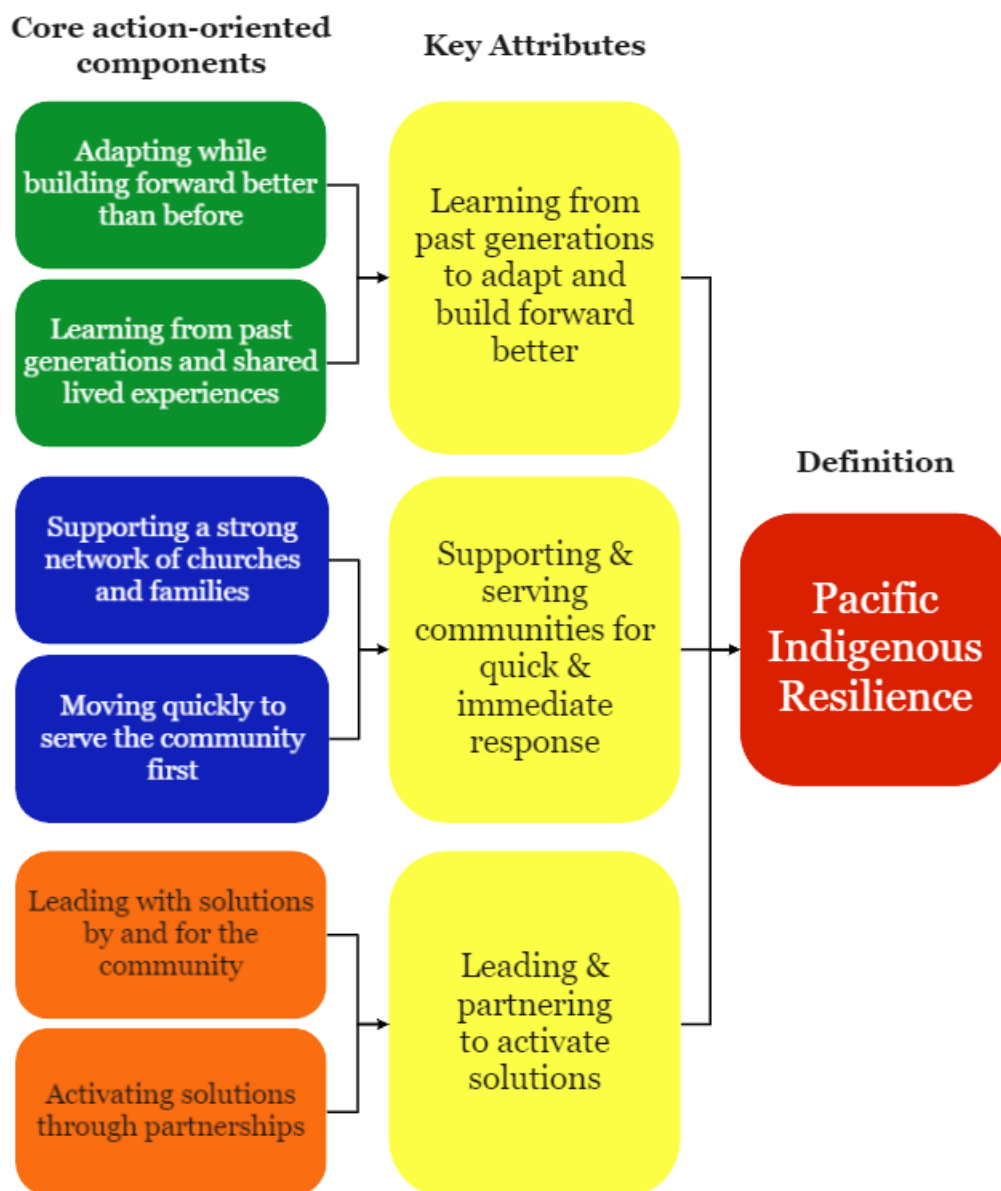 Core action-oriented
components
Key Attributes
Adapting while
building forward better
than before
Learning from past
generations and shared
lived experiences
Learning from
past generations
to adapt and
build forward
better
Supporting a strong
network of churches
and families
Moving quickly to
serve the community
first
Supporting &
serving
communities for
quick &
immediate
response
Leading with solutions
by and for the
community
Activating solutions
through partnerships
Leading &
partnering
to activate
solutions
Definition
Pacific
Indigenous
Resilience